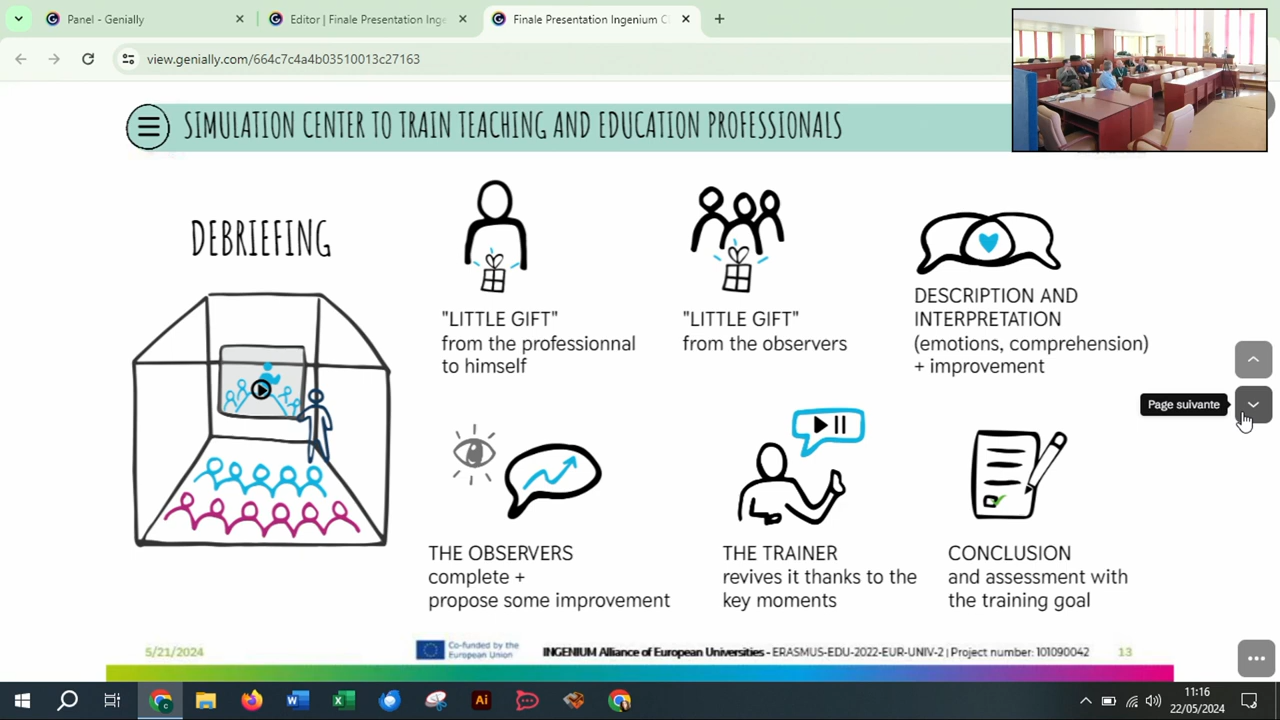 Panel - Genially
Editor | Finale Presentation Inge
Finale Presentation Ingenium C
view.genially.com/664c7c4a4b03510013c27163
SIMULATION CENTER TO TRAIN TEACHING AND EDUCATION PROFESSIONALS
DEBRIEFING
"LITTLE GIFT"
from the professionnal
to himself
"LITTLE GIFT"
from the observers
DESCRIPTION AND
INTERPRETATION
(emotions, comprehension)
+ improvement
Page suivante
THE OBSERVERS
complete +
propose some improvement
THE TRAINER
revives it thanks to the
key moments
CONCLUSION
and assessment with
the training goal
5/21/2024
Co-funded by the
European Union
INGENIUM Alliance of European Universities - ERASMUS-EDU-2022-EUR-UNIV-2 | Project number: 101090042
13
Ai
11:16
22/05/2024